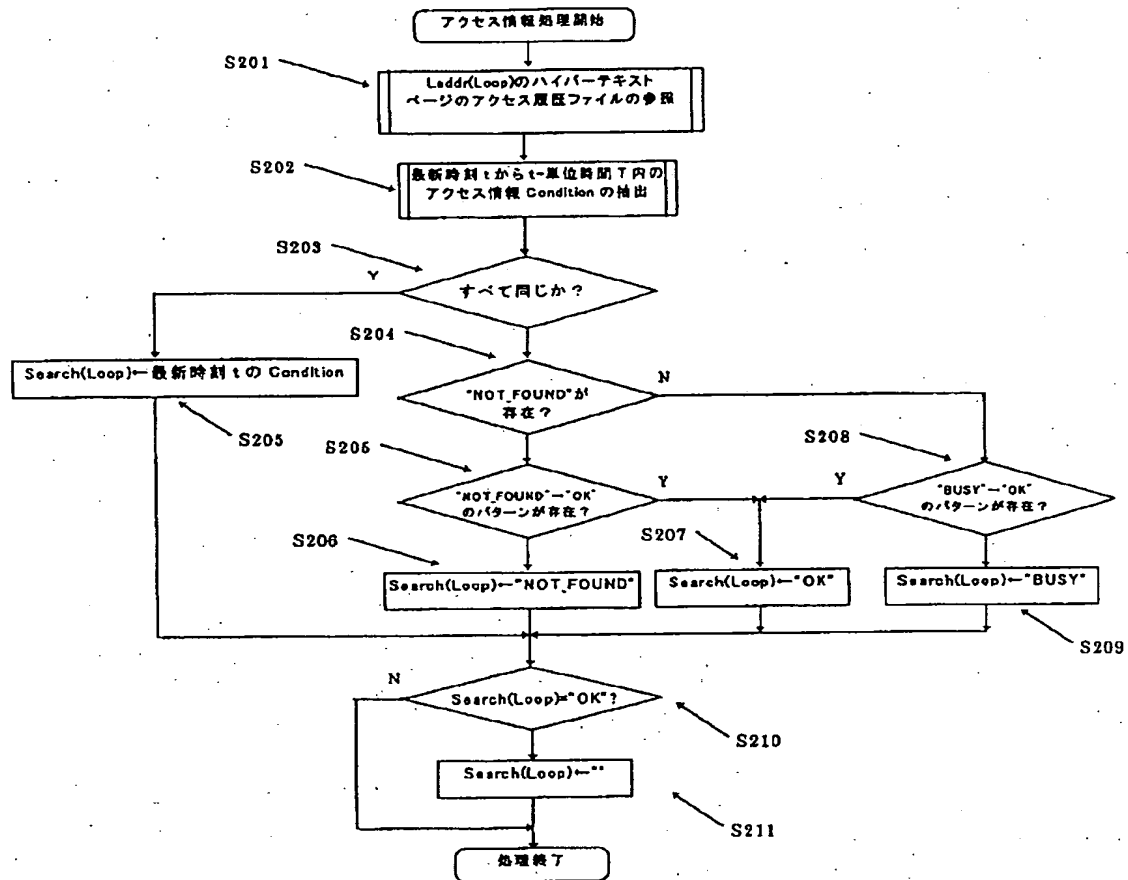 アクセス情報処理開始
S201
Laddr(Loop)のハイパーテキスト
ページのアクセス履歴ファイルの参照
S202
最新時刻tからt-単位時間T内の
アクセス情報Conditionの抽出
S203
Y
すべて同じか?
S204
Search(Loop)←最新時刻tのCondition
N
"NOT_FOUND"が
存在?
S205
S205
S208
"NOT_FOUND"→"OK"
のパターンが存在?
Y
Y
"BUSY"→"OK"
のパターンが存在?
S206
S207
Search(Loop)←"NOT_FOUND"
Search(Loop)←"OK"
Search(Loop)←"BUSY"
S209
N
Search(Loop)="OK"?
S210
Search(Loop)←""
S211
処理終了